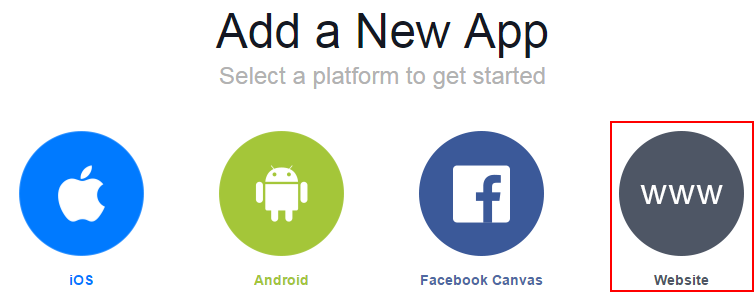 Add a New App
Select a platform to get started
www
iOS
Android
Facebook Canvas
Website